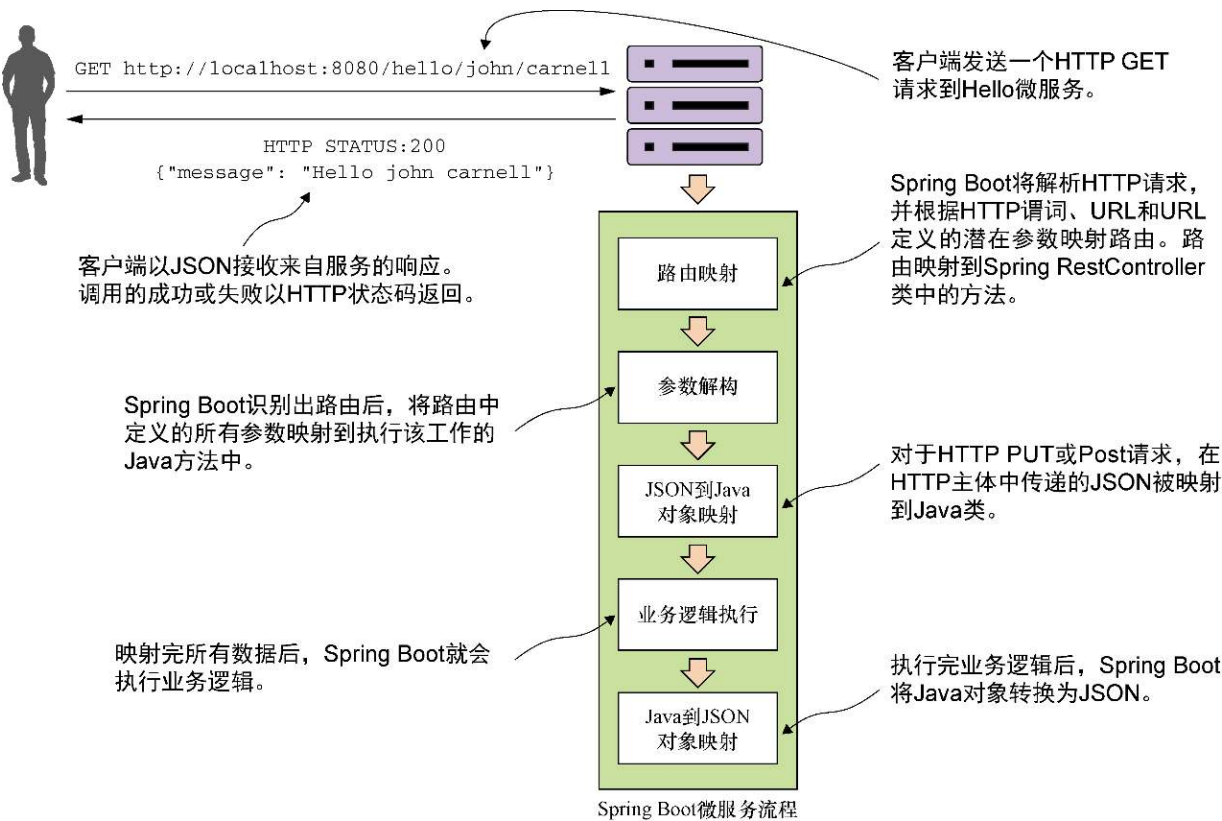 GET http://localhost:8080/hello/john/carnell
HTTP STATUS:200
{"message": "Hello john carnell"}
客户端发送一个HTTP GET
请求到Hello微服务。
客户端以JSON接收来自服务的响应。
调用的成功或失败以HTTP状态码返回。
Spring Boot将解析HTTP请求，
并根据HTTP谓词、URL和URL
定义的潜在参数映射路由。路
由映射到Spring RestController
类中的方法。
路由映射
Spring Boot识别出路由后，将路由中
定义的所有参数映射到执行该工作的
Java方法中。
参数解构
对于HTTP PUT或Post请求，在
HTTP主体中传递的JSON被映射
到Java类。
JSON到Java
对象映射
映射完所有数据后，Spring Boot就会
执行业务逻辑。
业务逻辑执行
执行完业务逻辑后，Spring Boot
将Java对象转换为JSON。
Java到JSON
对象映射
Spring Boot微服务流程